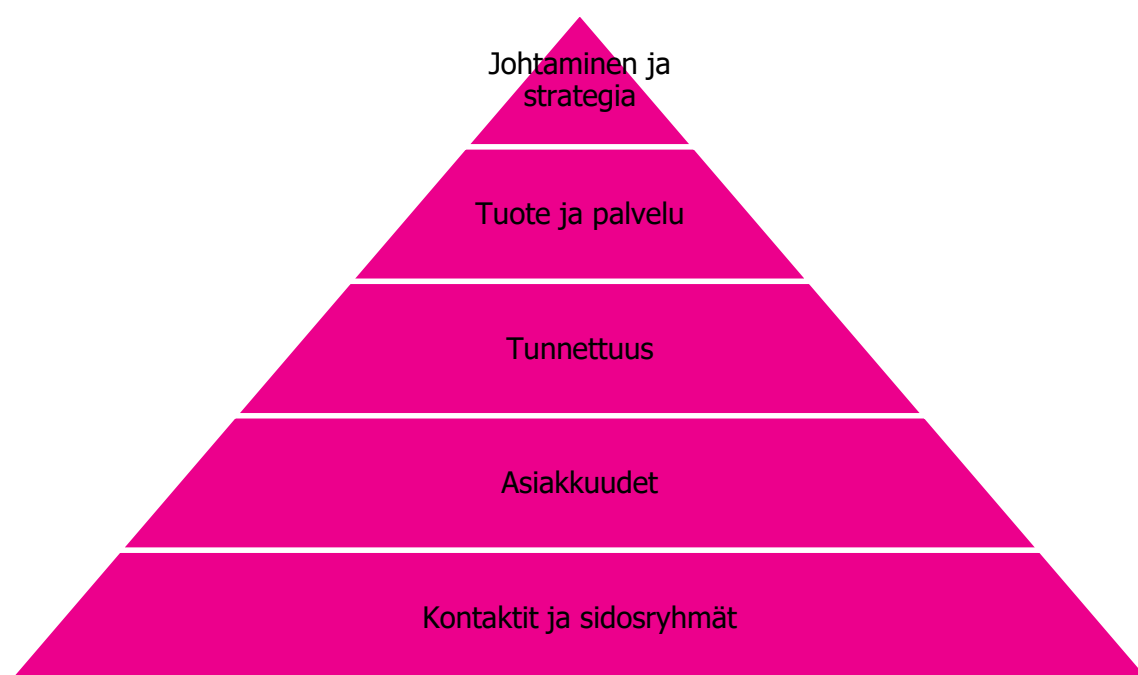 Johtaminen ja
strategia
Tuote ja palvelu
Tunnettuus
Asiakkuudet
Kontaktit ja sidosryhmät